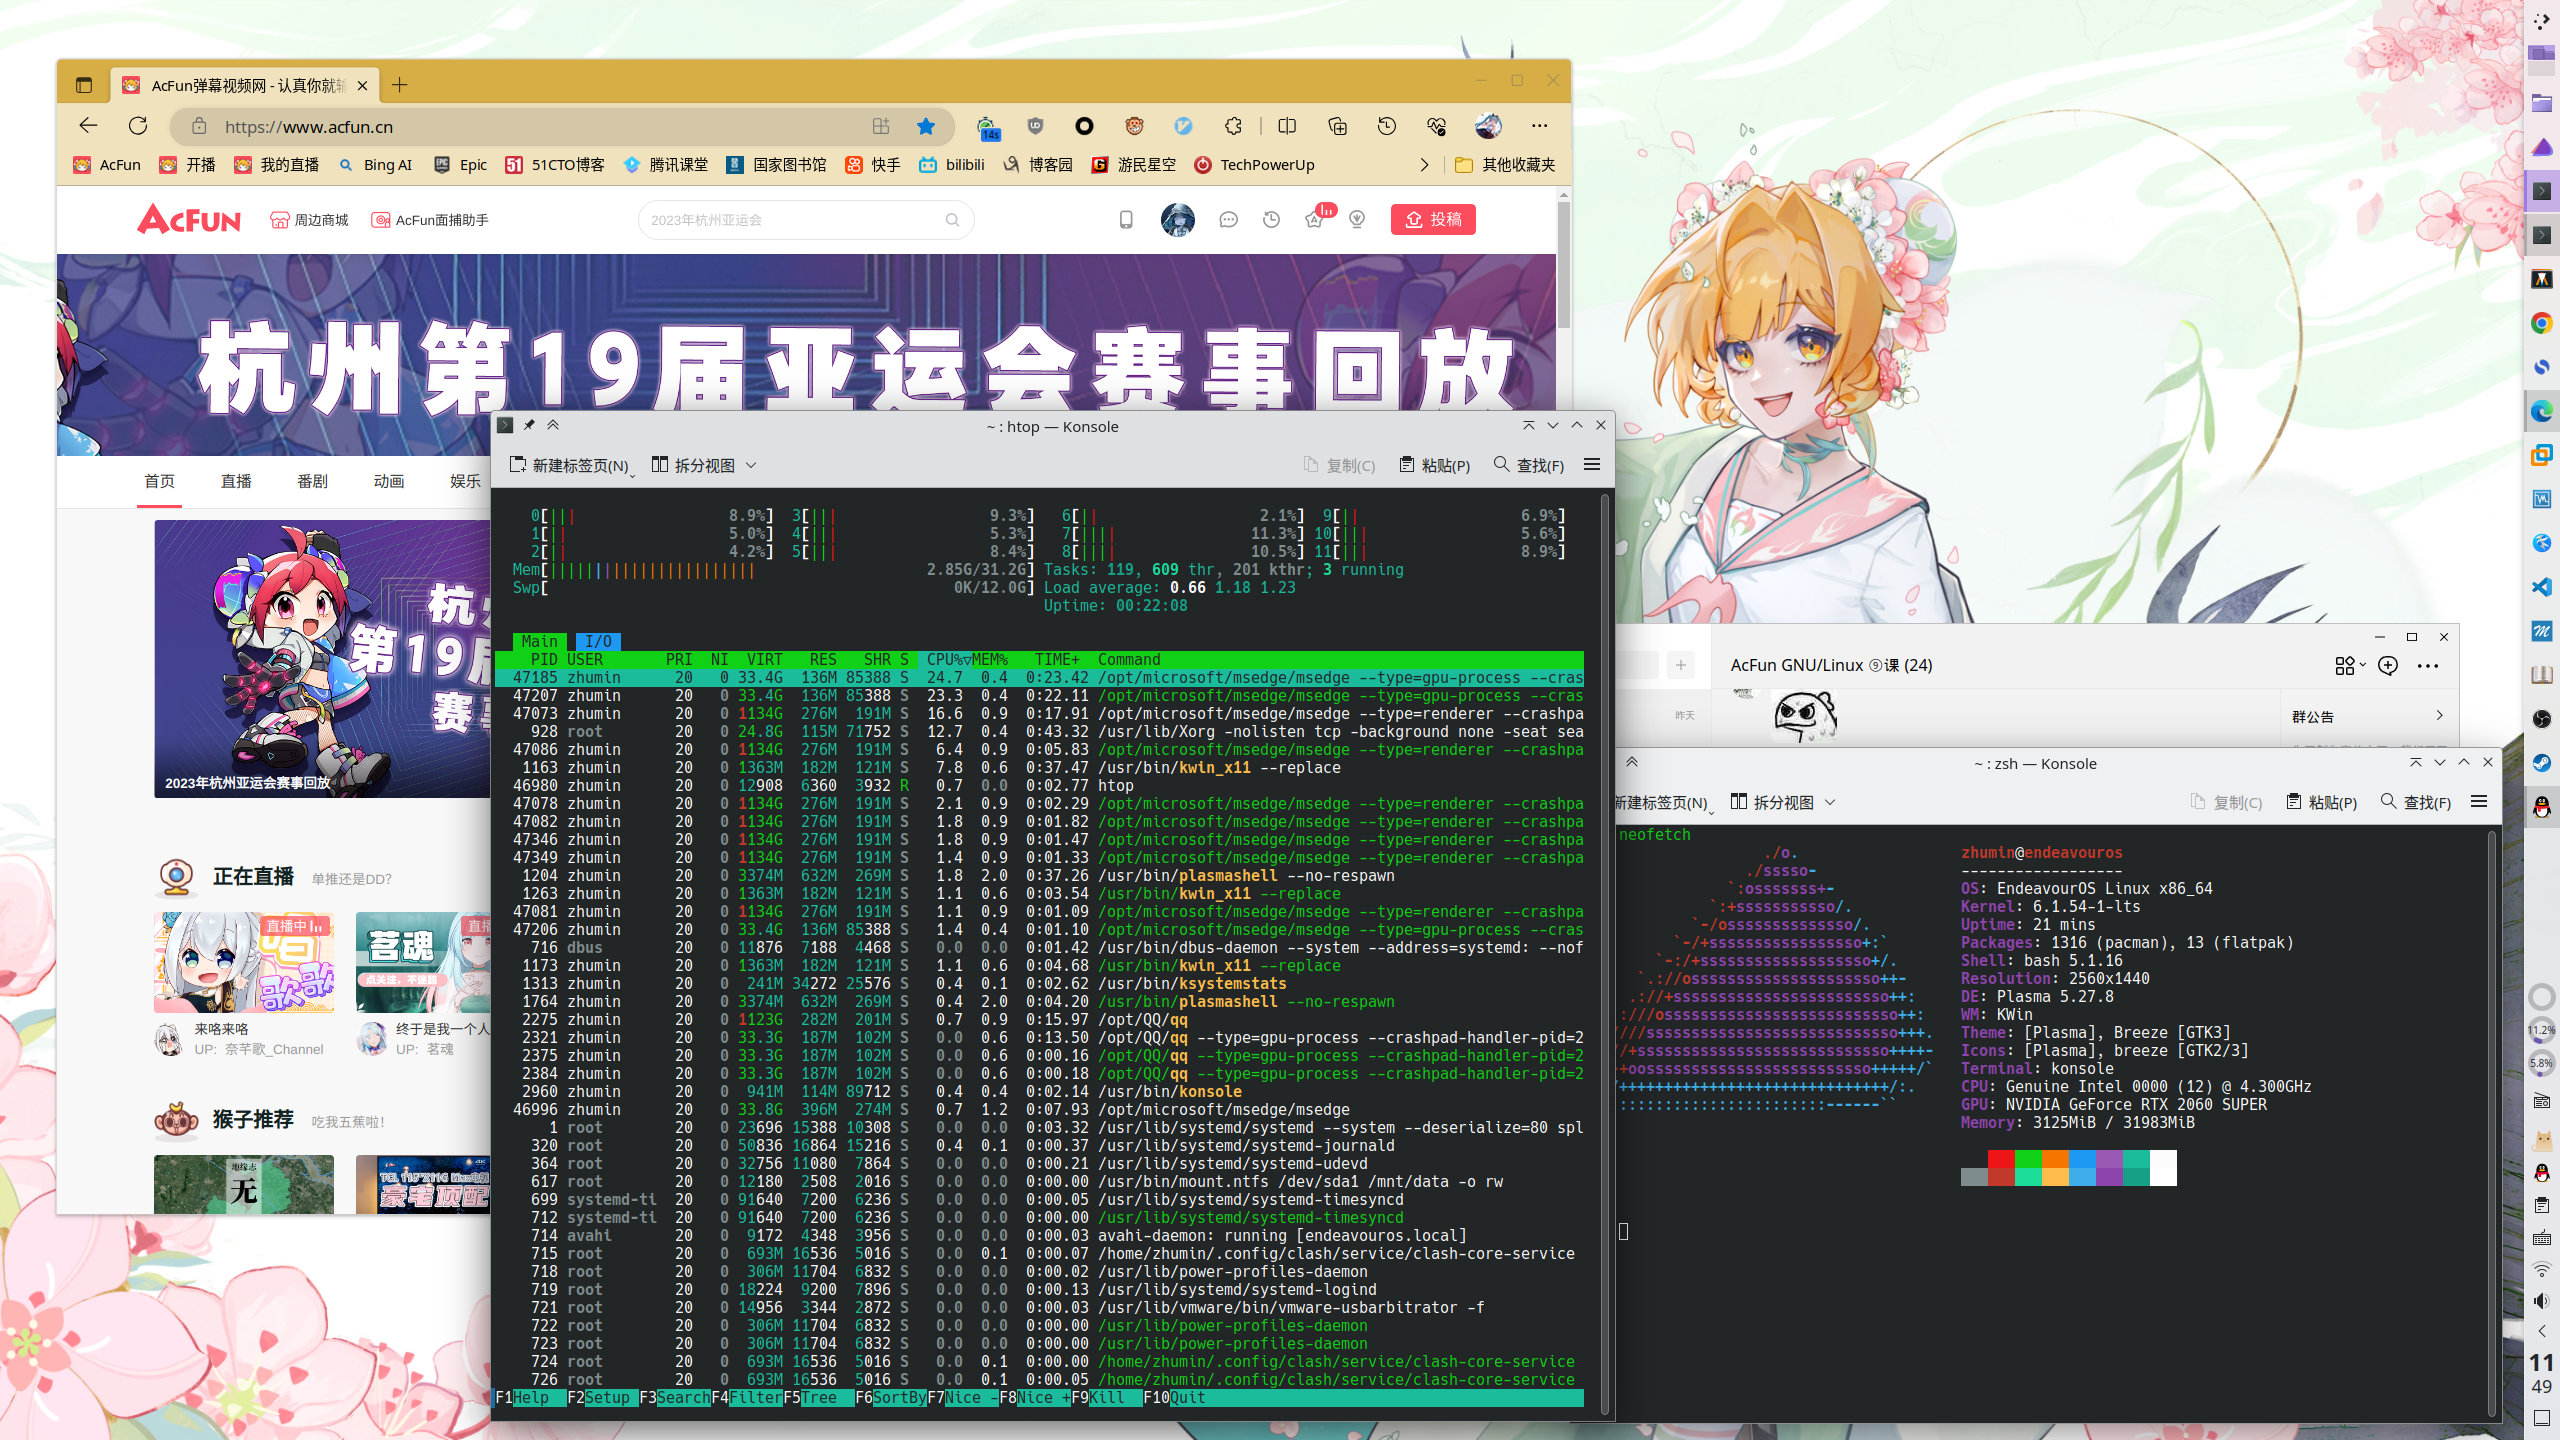 AcFun弹幕视频网 - 认真你就输
https://www.acfun.cn
14s
AcFun 开播 我的直播 Bing AI Epic 51CTO博客 腾讯课堂 国家图书馆 快手 bilibili 博客园 游民星空 TechPowerUp 其他收藏夹
AcFun 周边商城 AcFun面捕助手 2023年杭州亚运会 投稿
杭州第19届亚运会赛事回放
首页 直播 番剧 动画 娱乐
2023年杭州亚运会赛事回放
正在直播 单推还是DD?
直播中
茗魂
来咯来咯
UP: 奈芊歌_Channel
终于是我一个人
UP: 茗魂
猴子推荐 吃我五蕉啦!
地缘志
无
豪宅顶配
~ : htop — Konsole
新建标签页(N) 拆分视图 复制(C) 粘贴(P) 查找(F)
0[||| 8.9%] 3[||| 9.3%] 6[|| 2.1%] 9[|| 6.9%]
1[|| 5.0%] 4[||| 5.3%] 7[|||| 11.3%] 10[||| 5.6%]
2[|| 4.2%] 5[||| 8.4%] 8[|||| 10.5%] 11[||| 8.9%]
Mem[||||||||||||||||||||||| 2.85G/31.2G] Tasks: 119, 609 thr, 201 kthr; 3 running
Swp[ 0K/12.0G] Load average: 0.66 1.18 1.23
Uptime: 00:22:08
Main I/O
PID USER PRI NI VIRT RES SHR S CPU%▽MEM% TIME+ Command
47185 zhumin 20 0 33.4G 136M 85388 S 24.7 0.4 0:23.42 /opt/microsoft/msedge/msedge --type=gpu-process --cras
47207 zhumin 20 0 33.4G 136M 85388 S 23.3 0.4 0:22.11 /opt/microsoft/msedge/msedge --type=gpu-process --cras
47073 zhumin 20 0 1134G 276M 191M S 16.6 0.9 0:17.91 /opt/microsoft/msedge/msedge --type=renderer --crashpa
928 root 20 0 24.8G 115M 71752 S 12.7 0.4 0:43.32 /usr/lib/Xorg -nolisten tcp -background none -seat sea
47086 zhumin 20 0 1134G 276M 191M S 6.4 0.9 0:05.83 /opt/microsoft/msedge/msedge --type=renderer --crashpa
1163 zhumin 20 0 1363M 182M 121M S 7.8 0.6 0:37.47 /usr/bin/kwin_x11 --replace
46980 zhumin 20 0 12908 6360 3932 R 0.7 0.0 0:02.77 htop
47078 zhumin 20 0 1134G 276M 191M S 2.1 0.9 0:02.29 /opt/microsoft/msedge/msedge --type=renderer --crashpa
47082 zhumin 20 0 1134G 276M 191M S 1.8 0.9 0:01.82 /opt/microsoft/msedge/msedge --type=renderer --crashpa
47346 zhumin 20 0 1134G 276M 191M S 1.8 0.9 0:01.47 /opt/microsoft/msedge/msedge --type=renderer --crashpa
47349 zhumin 20 0 1134G 276M 191M S 1.4 0.9 0:01.33 /opt/microsoft/msedge/msedge --type=renderer --crashpa
1204 zhumin 20 0 3374M 632M 269M S 1.8 2.0 0:37.26 /usr/bin/plasmashell --no-respawn
1263 zhumin 20 0 1363M 182M 121M S 1.1 0.6 0:03.54 /usr/bin/kwin_x11 --replace
47081 zhumin 20 0 1134G 276M 191M S 1.1 0.9 0:01.09 /opt/microsoft/msedge/msedge --type=renderer --crashpa
47206 zhumin 20 0 33.4G 136M 85388 S 1.4 0.4 0:01.10 /opt/microsoft/msedge/msedge --type=gpu-process --cras
716 dbus 20 0 11876 7188 4468 S 0.0 0.0 0:01.42 /usr/bin/dbus-daemon --system --address=systemd: --nof
1173 zhumin 20 0 1363M 182M 121M S 1.1 0.6 0:04.68 /usr/bin/kwin_x11 --replace
1313 zhumin 20 0 241M 34272 25576 S 0.4 0.1 0:02.62 /usr/bin/ksystemstats
1764 zhumin 20 0 3374M 632M 269M S 0.4 2.0 0:04.20 /usr/bin/plasmashell --no-respawn
2275 zhumin 20 0 1123G 282M 201M S 0.7 0.9 0:15.97 /opt/QQ/qq
2321 zhumin 20 0 33.3G 187M 102M S 0.0 0.6 0:13.50 /opt/QQ/qq --type=gpu-process --crashpad-handler-pid=2
2375 zhumin 20 0 33.3G 187M 102M S 0.0 0.6 0:00.16 /opt/QQ/qq --type=gpu-process --crashpad-handler-pid=2
2384 zhumin 20 0 33.3G 187M 102M S 0.0 0.6 0:00.18 /opt/QQ/qq --type=gpu-process --crashpad-handler-pid=2
2960 zhumin 20 0 941M 114M 89712 S 0.4 0.4 0:02.14 /usr/bin/konsole
46996 zhumin 20 0 33.8G 396M 274M S 0.7 1.2 0:07.93 /opt/microsoft/msedge/msedge
1 root 20 0 23696 15388 10308 S 0.0 0.0 0:03.32 /usr/lib/systemd/systemd --system --deserialize=80 spl
320 root 20 0 50836 16864 15216 S 0.4 0.1 0:00.37 /usr/lib/systemd/systemd-journald
364 root 20 0 32756 11080 7864 S 0.0 0.0 0:00.21 /usr/lib/systemd/systemd-udevd
617 root 20 0 12180 2508 2016 S 0.0 0.0 0:00.00 /usr/bin/mount.ntfs /dev/sda1 /mnt/data -o rw
699 systemd-ti 20 0 91640 7200 6236 S 0.0 0.0 0:00.05 /usr/lib/systemd/systemd-timesyncd
712 systemd-ti 20 0 91640 7200 6236 S 0.0 0.0 0:00.00 /usr/lib/systemd/systemd-timesyncd
714 avahi 20 0 9172 4348 3956 S 0.0 0.0 0:00.03 avahi-daemon: running [endeavouros.local]
715 root 20 0 693M 16536 5016 S 0.0 0.1 0:00.07 /home/zhumin/.config/clash/service/clash-core-service
718 root 20 0 306M 11704 6832 S 0.0 0.0 0:00.02 /usr/lib/power-profiles-daemon
719 root 20 0 18224 9200 7896 S 0.0 0.0 0:00.13 /usr/lib/systemd/systemd-logind
721 root 20 0 14956 3344 2872 S 0.0 0.0 0:00.03 /usr/lib/vmware/bin/vmware-usbarbitrator -f
722 root 20 0 306M 11704 6832 S 0.0 0.0 0:00.00 /usr/lib/power-profiles-daemon
723 root 20 0 306M 11704 6832 S 0.0 0.0 0:00.00 /usr/lib/power-profiles-daemon
724 root 20 0 693M 16536 5016 S 0.0 0.1 0:00.00 /home/zhumin/.config/clash/service/clash-core-service
726 root 20 0 693M 16536 5016 S 0.0 0.1 0:00.05 /home/zhumin/.config/clash/service/clash-core-service
F1Help F2Setup F3SearchF4FilterF5Tree F6SortByF7Nice -F8Nice +F9Kill F10Quit
AcFun GNU/Linux ⑨课 (24)
昨天
群公告
~ : zsh — Konsole
新建标签页(N) 拆分视图 复制(C) 粘贴(P) 查找(F)
neofetch
zhumin@endeavouros
------------------
OS: EndeavourOS Linux x86_64
Kernel: 6.1.54-1-lts
Uptime: 21 mins
Packages: 1316 (pacman), 13 (flatpak)
Shell: bash 5.1.16
Resolution: 2560x1440
DE: Plasma 5.27.8
WM: KWin
Theme: [Plasma], Breeze [GTK3]
Icons: [Plasma], breeze [GTK2/3]
Terminal: konsole
CPU: Genuine Intel 0000 (12) @ 4.300GHz
GPU: NVIDIA GeForce RTX 2060 SUPER
Memory: 3125MiB / 31983MiB
11.2%
5.8%
11
49